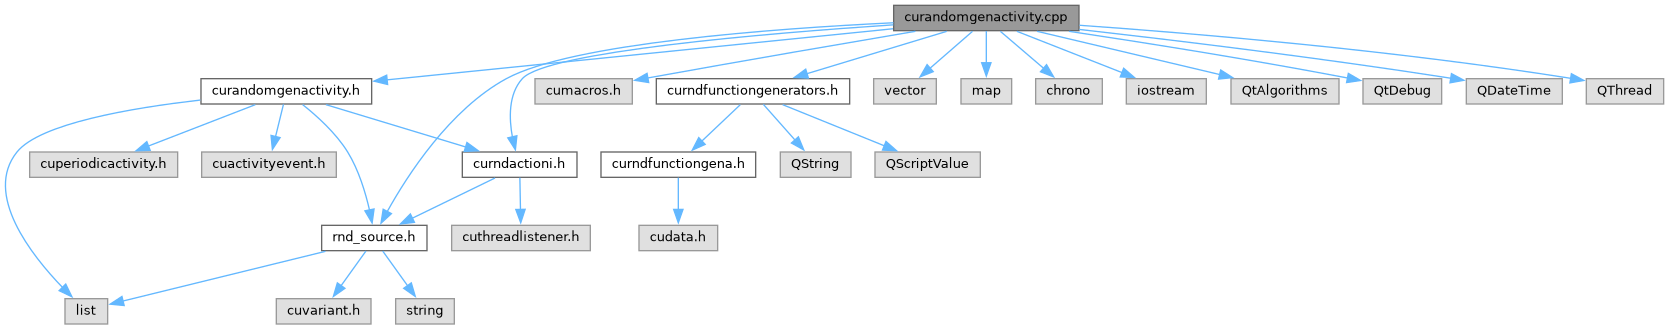 curandomgenactivity.cpp
curandomgenactivity.h
cumacros.h
curndfunctiongenerators.h
vector
map
chrono
iostream
QtAlgorithms
QtDebug
QDateTime
QThread
cuperiodicactivity.h
cuactivityevent.h
curndactioni.h
curndfunctiongena.h
QString
QScriptValue
rnd_source.h
cuthreadlistener.h
cudata.h
list
cuvariant.h
string